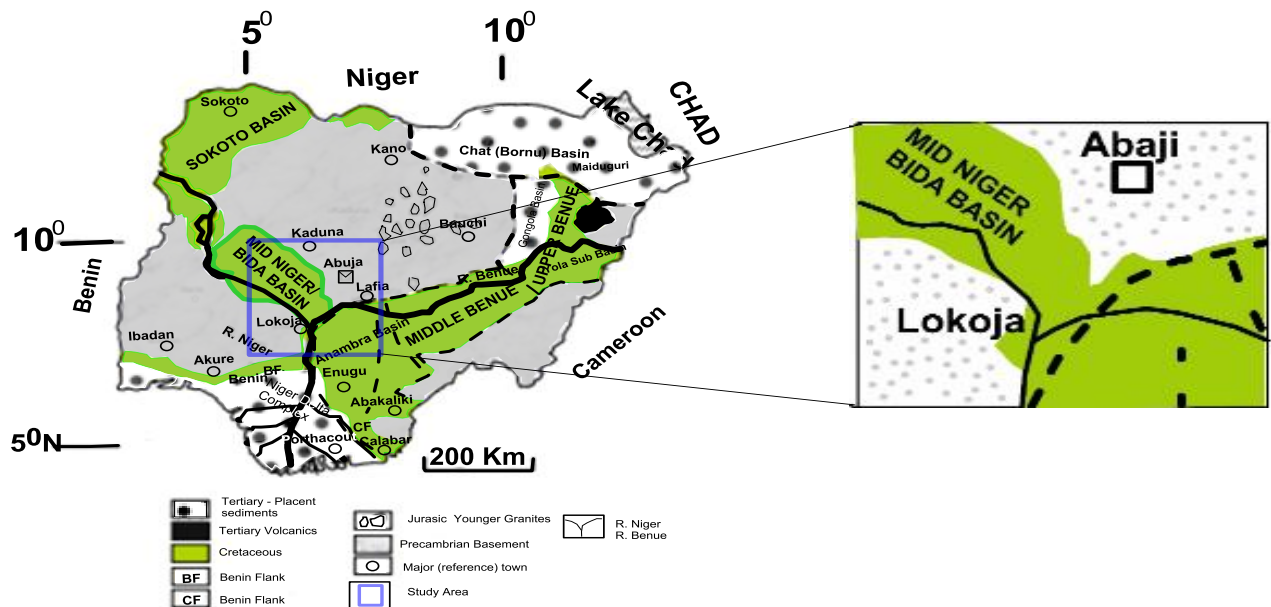 5⁰
10⁰
Niger
CHAD
Lake Chad
Sokoto
SOKOTO BASIN
Kano
Chat (Bornu) Basin
Maiduguri
Gongola Basin
Bauchi
UPPER BENUE
10⁰
Kaduna
MID NIGER/
BIDA BASIN
Abuja
Lafia
R. Benue
Yola Sub Basin
MIDDLE BENUE
Benin
Lokoja
Anambra Basin
R. Niger
Ibadan
Akure
Benin
BF
Enugu
Cameroon
Niger Delta
Complex
Abakaliki
CF
Calabar
Porthacou
5⁰N
200 Km
MID NIGER
BIDA BASIN
Abaji
Lokoja
Tertiary - Placent
sediments
Tertiary Volcanics
Cretaceous
BF Benin Flank
CF Benin Flank
Jurasic Younger Granites
Precambrian Basement
Major (reference) town
Study Area
R. Niger
R. Benue